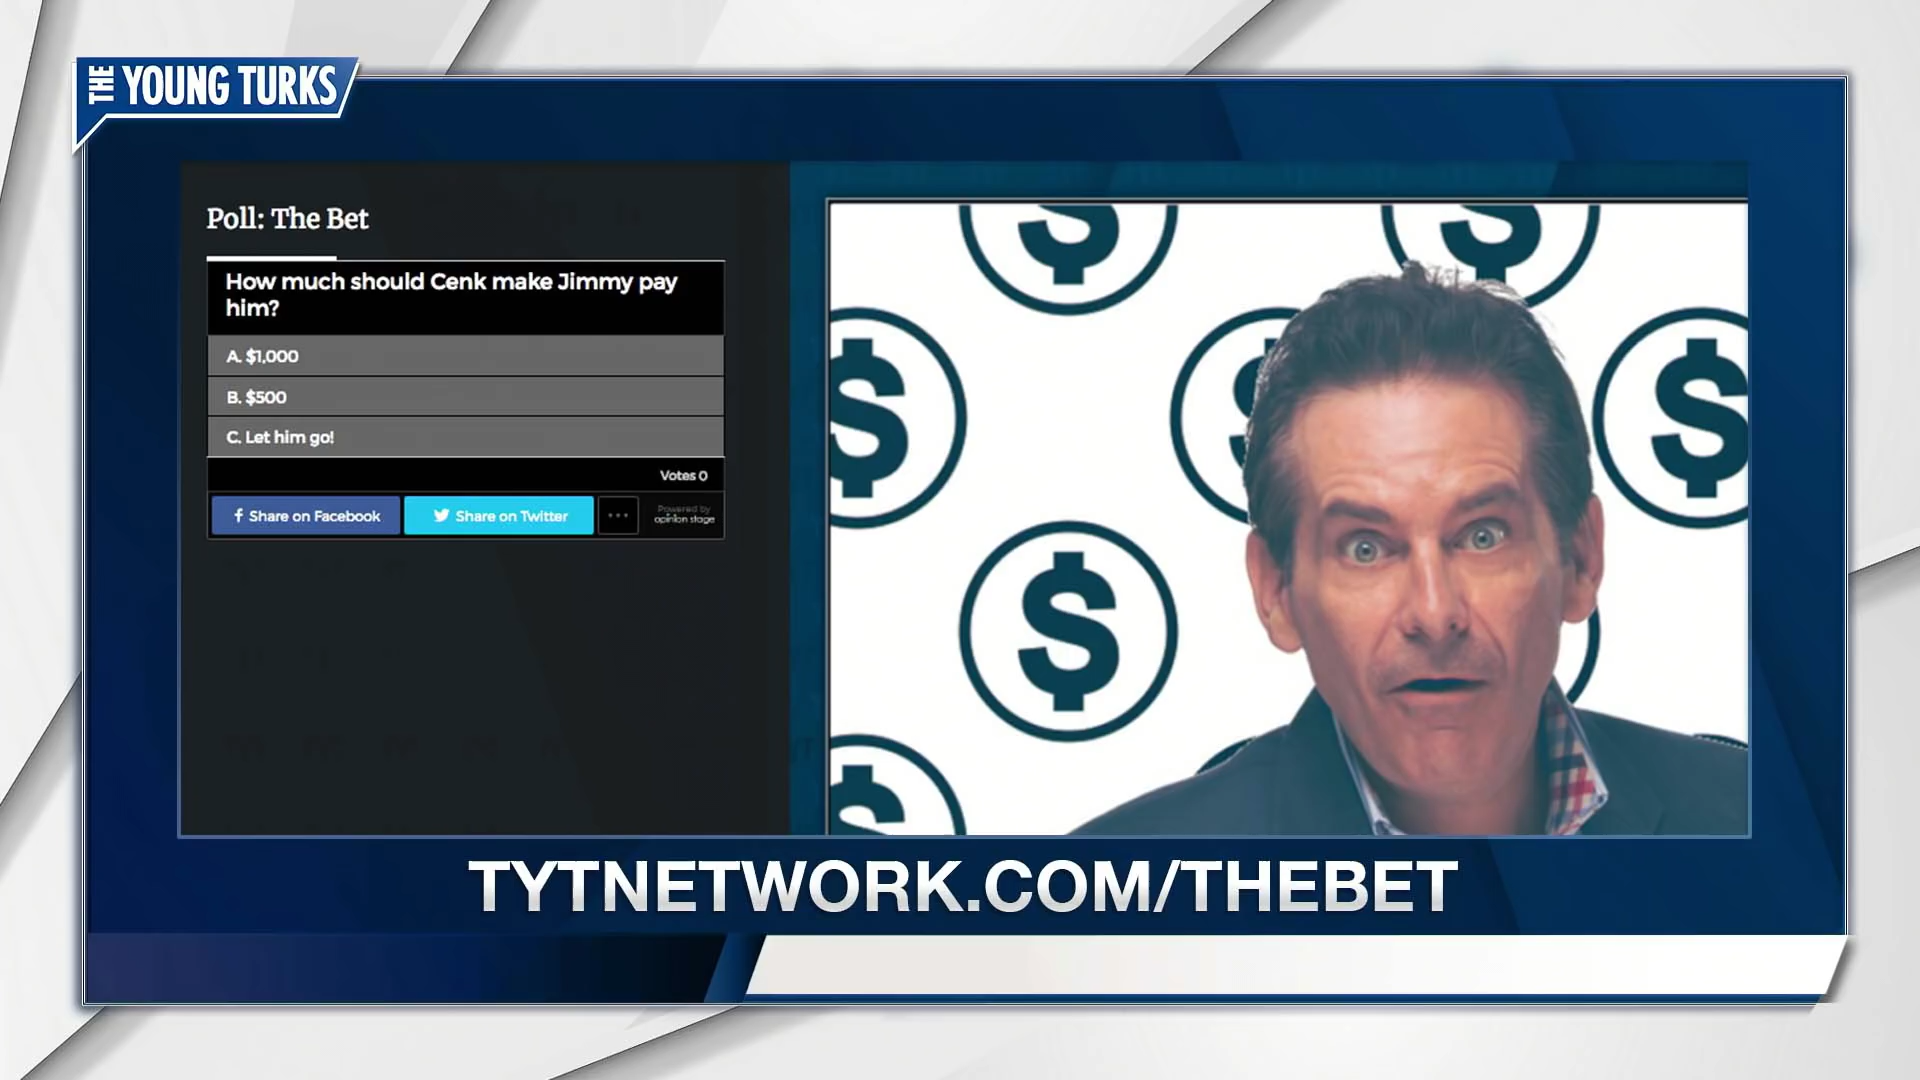 THE YOUNG TURKS
Poll: The Bet
How much should Cenk make Jimmy pay
him?
A. $1,000
B. $500
C. Let him go!
Votes 0
f Share on Facebook
Share on Twitter
...
Powered by
opinion stage
$ $
$ $ $
$
$
TYTNETWORK.COM/THEBET